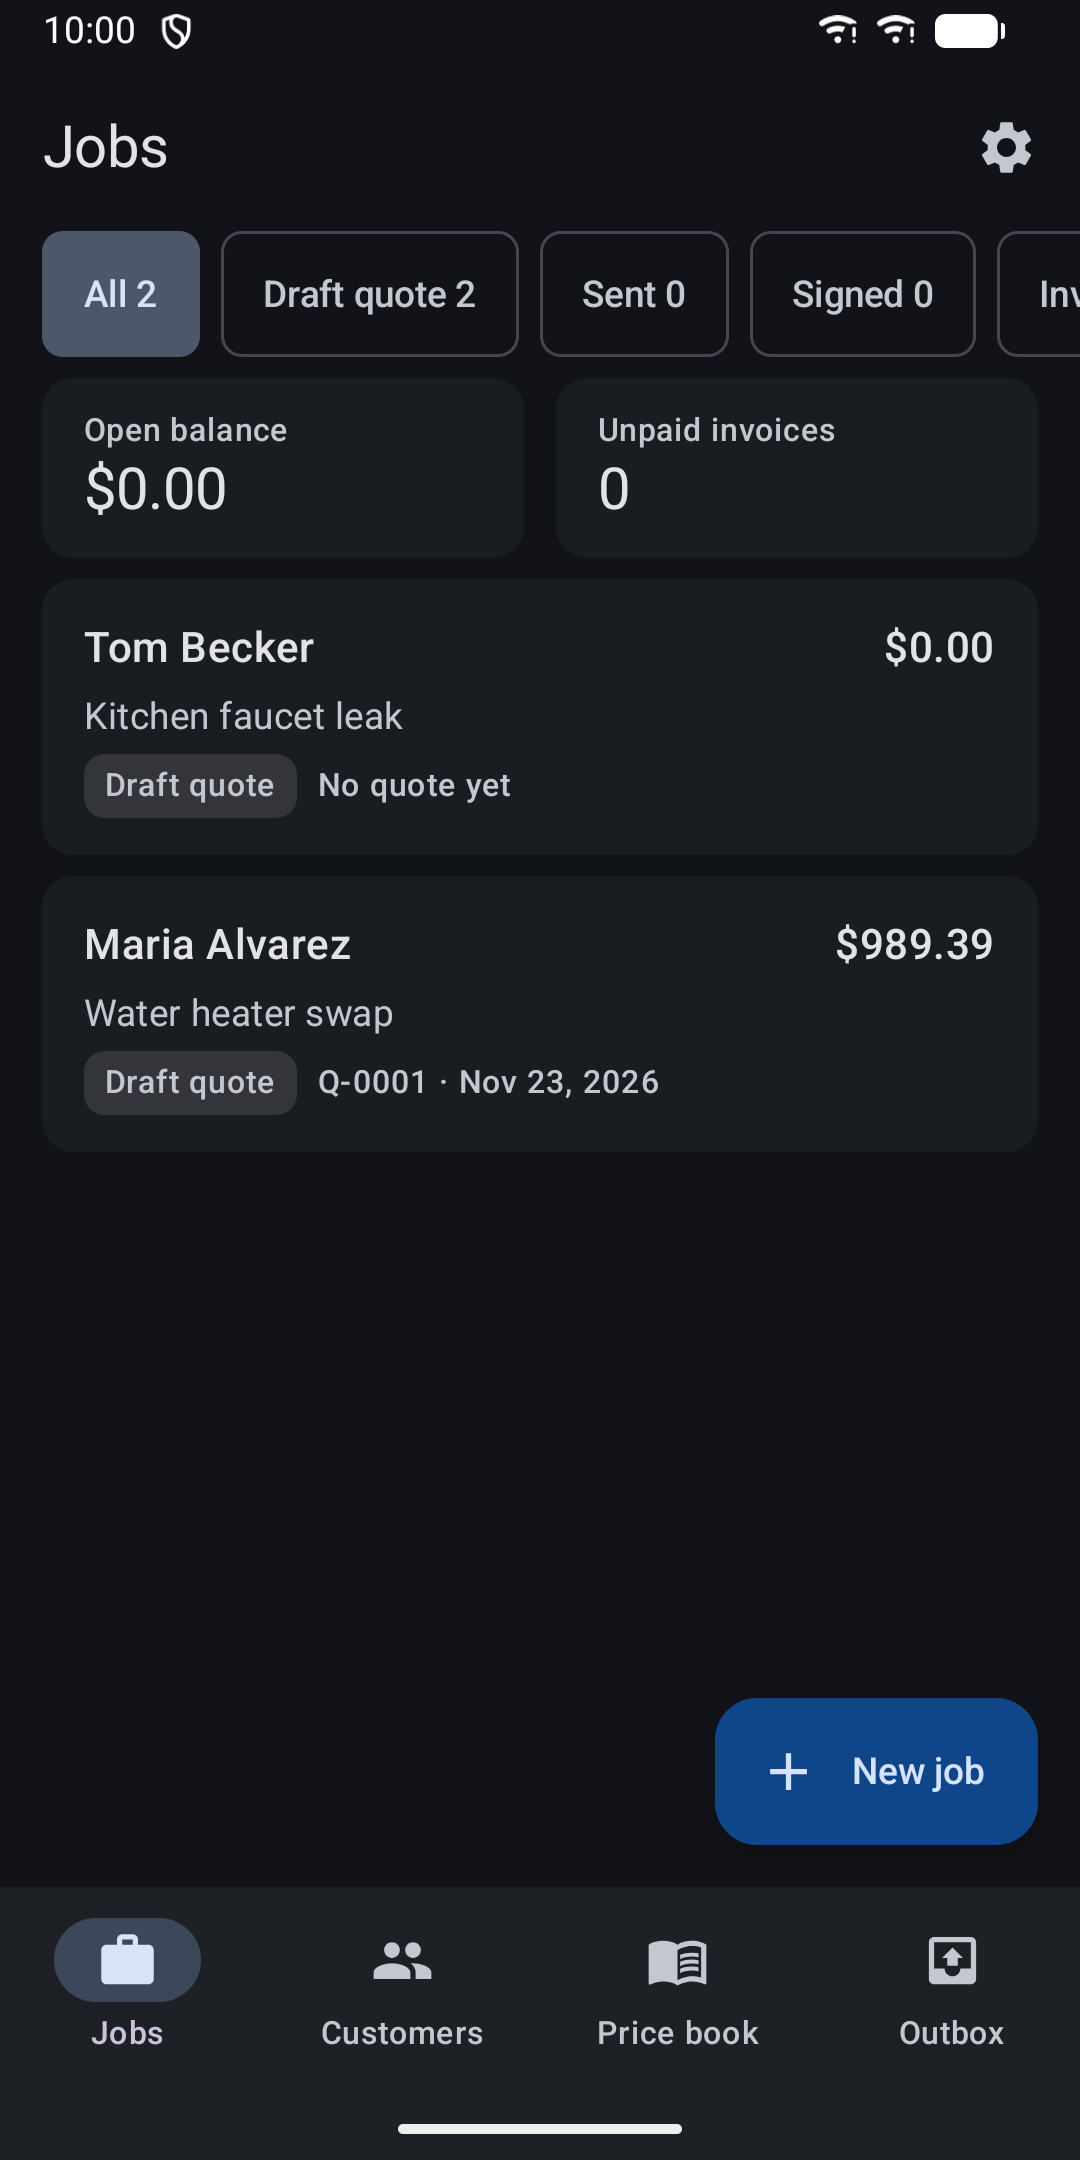 10:00
Jobs
All 2
Draft quote 2
Sent 0
Signed 0
Inv
Open balance
$0.00
Unpaid invoices
0
Tom Becker
$0.00
Kitchen faucet leak
Draft quote
No quote yet
Maria Alvarez
$989.39
Water heater swap
Draft quote
Q-0001 · Nov 23, 2026
New job
Jobs
Customers
Price book
Outbox